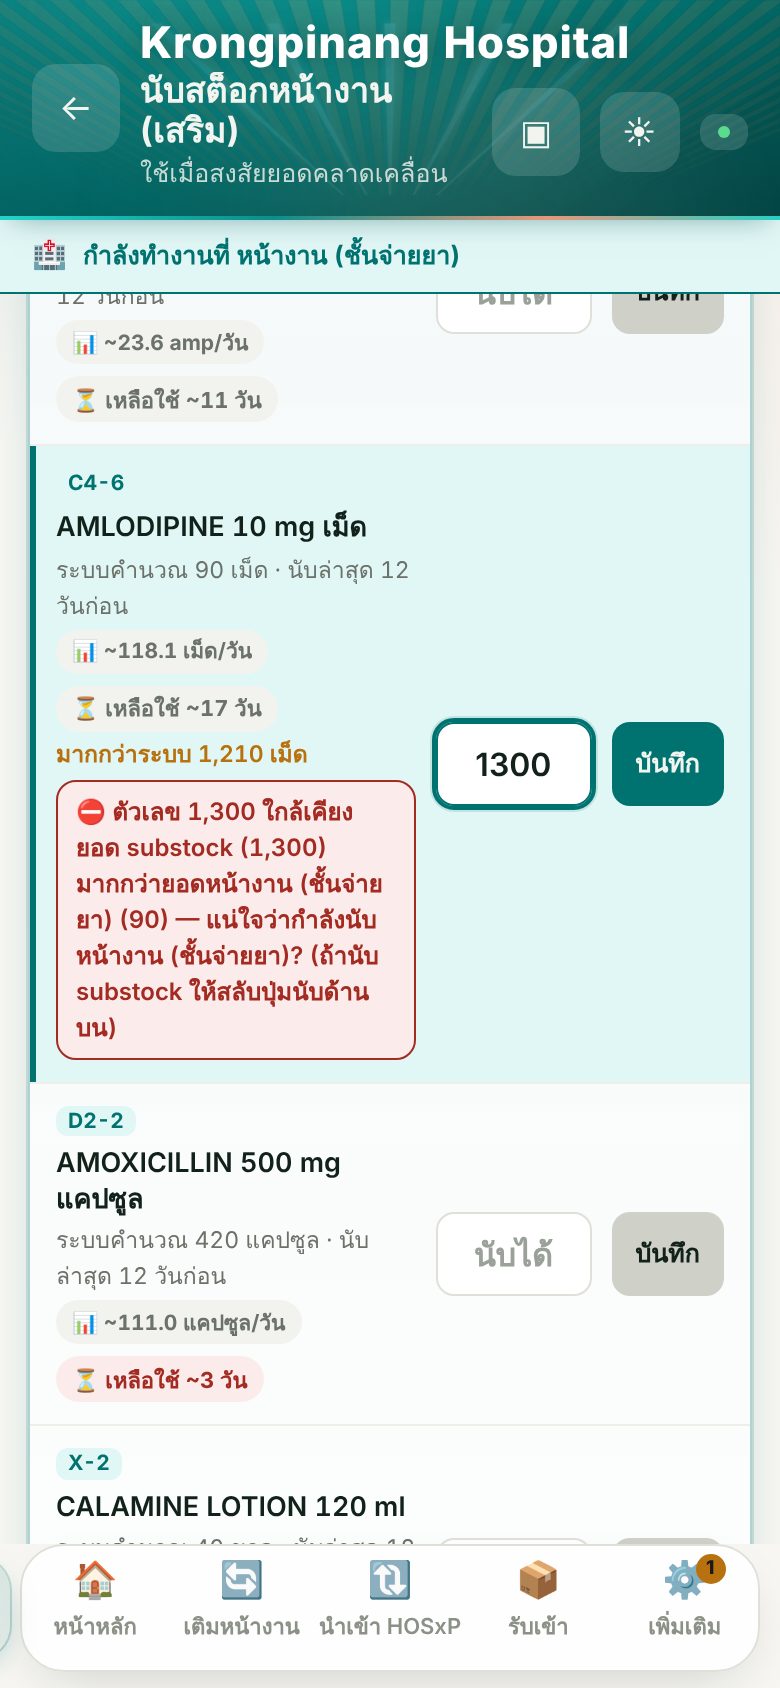 Krongpinang Hospital
←
นับสต็อกหน้างาน
(เสริม)
ใช้เมื่อสงสัยยอดคลาดเคลื่อน
กำลังทำงานที่ หน้างาน (ชั้นจ่ายยา)
12 วันก่อน
นับได้
บันทึก
~23.6 amp/วัน
เหลือใช้ ~11 วัน
C4-6
AMLODIPINE 10 mg เม็ด
ระบบคำนวณ 90 เม็ด · นับล่าสุด 12
วันก่อน
~118.1 เม็ด/วัน
เหลือใช้ ~17 วัน
มากกว่าระบบ 1,210 เม็ด
1300
บันทึก
ตัวเลข 1,300 ใกล้เคียง
ยอด substock (1,300)
มากกว่ายอดหน้างาน (ชั้นจ่าย
ยา) (90) — แน่ใจว่ากำลังนับ
หน้างาน (ชั้นจ่ายยา)? (ถ้านับ
substock ให้สลับปุ่มนับด้าน
บน)
D2-2
AMOXICILLIN 500 mg
แคปซูล
ระบบคำนวณ 420 แคปซูล · นับ
ล่าสุด 12 วันก่อน
นับได้
บันทึก
~111.0 แคปซูล/วัน
เหลือใช้ ~3 วัน
X-2
CALAMINE LOTION 120 ml
หน้าหลัก
เติมหน้างาน
นำเข้า HOSxP
รับเข้า
1
เพิ่มเติม